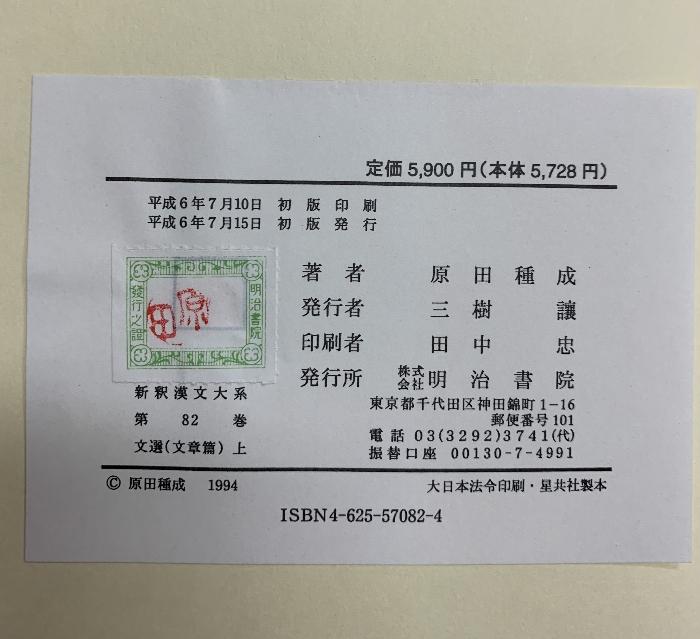 定価 5,900 円(本体 5,728 円)
平成6年7月10日 初版印刷
平成6年7月15日 初版発行
著者 原田種成
発行者 三樹 讓
印刷者 田中 忠
発行所 株式会社 明治書院
東京都千代田区神田錦町1-16
郵便番号101
電話 03(3292)3741(代)
振替口座 00130-7-4991
明治書院
發行之證
原田
新釈漢文大系
第 82 巻
文選(文章篇)上
© 原田種成 1994
大日本法令印刷・星共社製本
ISBN4-625-57082-4